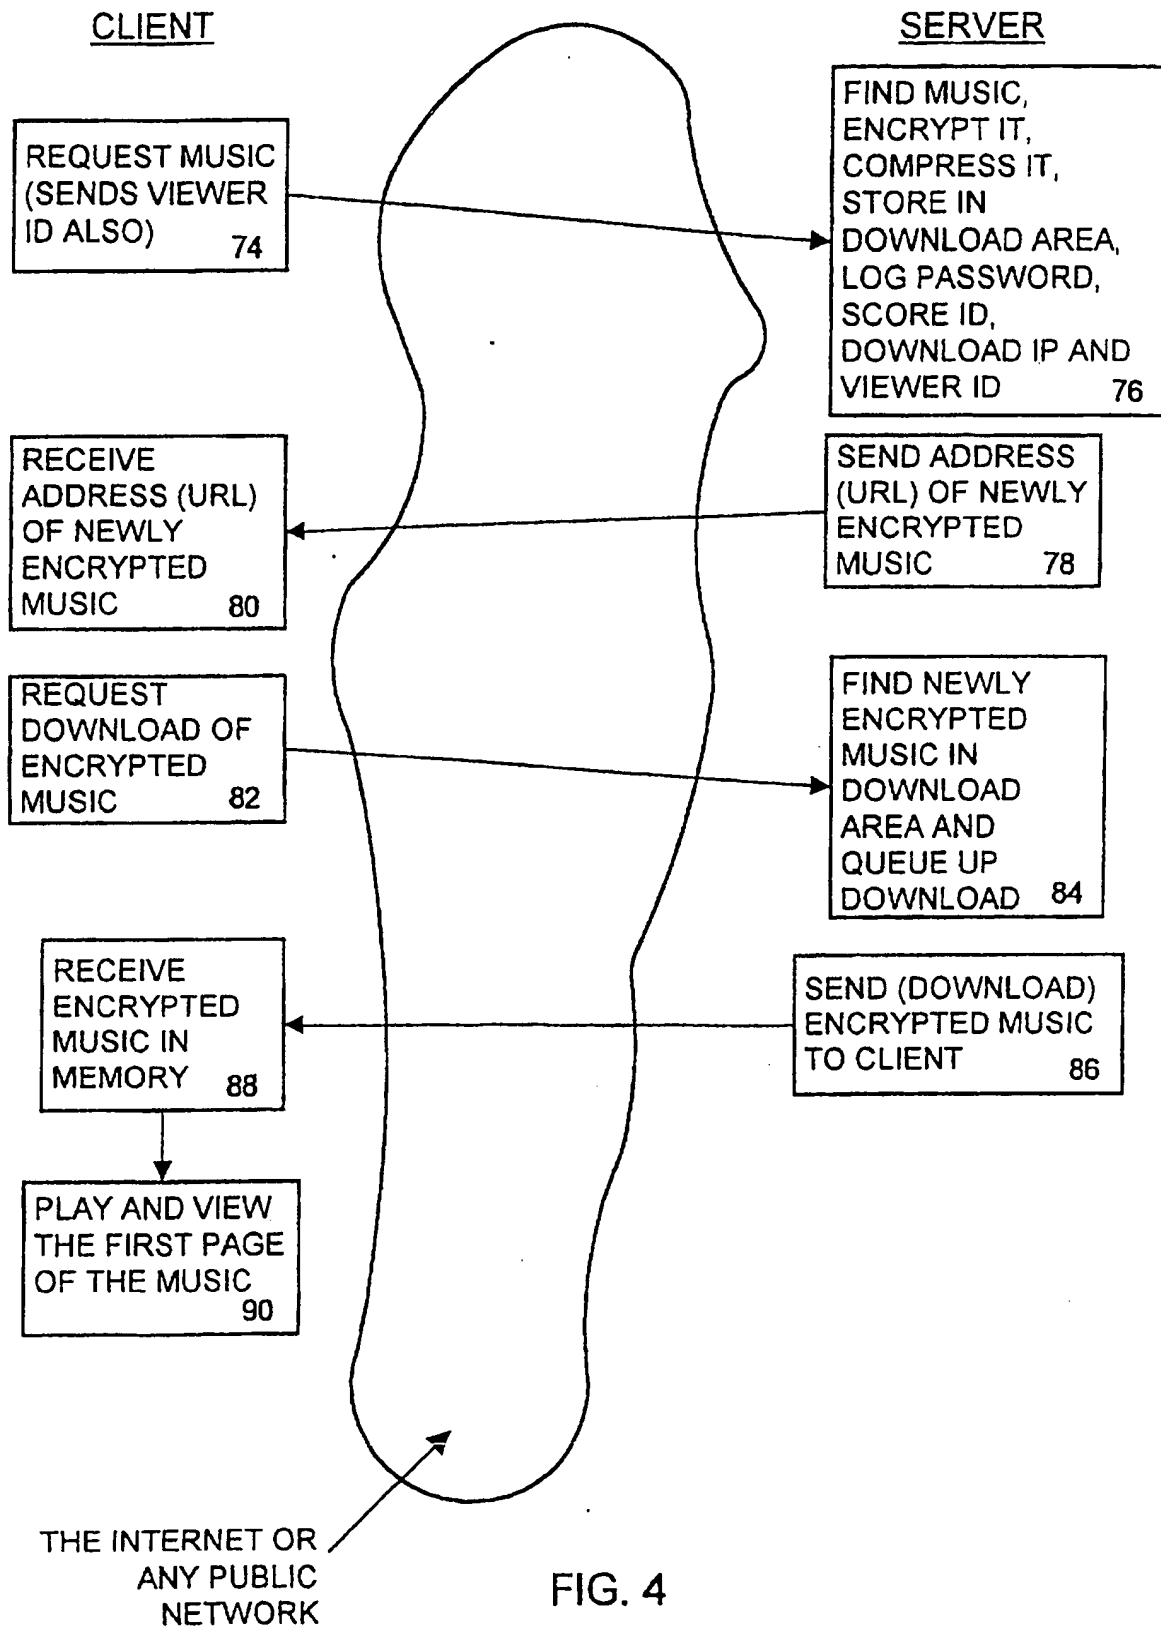 CLIENT
SERVER
REQUEST MUSIC
(SENDS VIEWER
ID ALSO) 74
FIND MUSIC,
ENCRYPT IT,
COMPRESS IT,
STORE IN
DOWNLOAD AREA,
LOG PASSWORD,
SCORE ID,
DOWNLOAD IP AND
VIEWER ID 76
RECEIVE
ADDRESS (URL)
OF NEWLY
ENCRYPTED
MUSIC 80
SEND ADDRESS
(URL) OF NEWLY
ENCRYPTED
MUSIC 78
REQUEST
DOWNLOAD OF
ENCRYPTED
MUSIC 82
FIND NEWLY
ENCRYPTED
MUSIC IN
DOWNLOAD
AREA AND
QUEUE UP
DOWNLOAD 84
RECEIVE
ENCRYPTED
MUSIC IN
MEMORY 88
SEND (DOWNLOAD)
ENCRYPTED MUSIC
TO CLIENT 86
PLAY AND VIEW
THE FIRST PAGE
OF THE MUSIC
90
THE INTERNET OR
ANY PUBLIC
NETWORK
FIG. 4